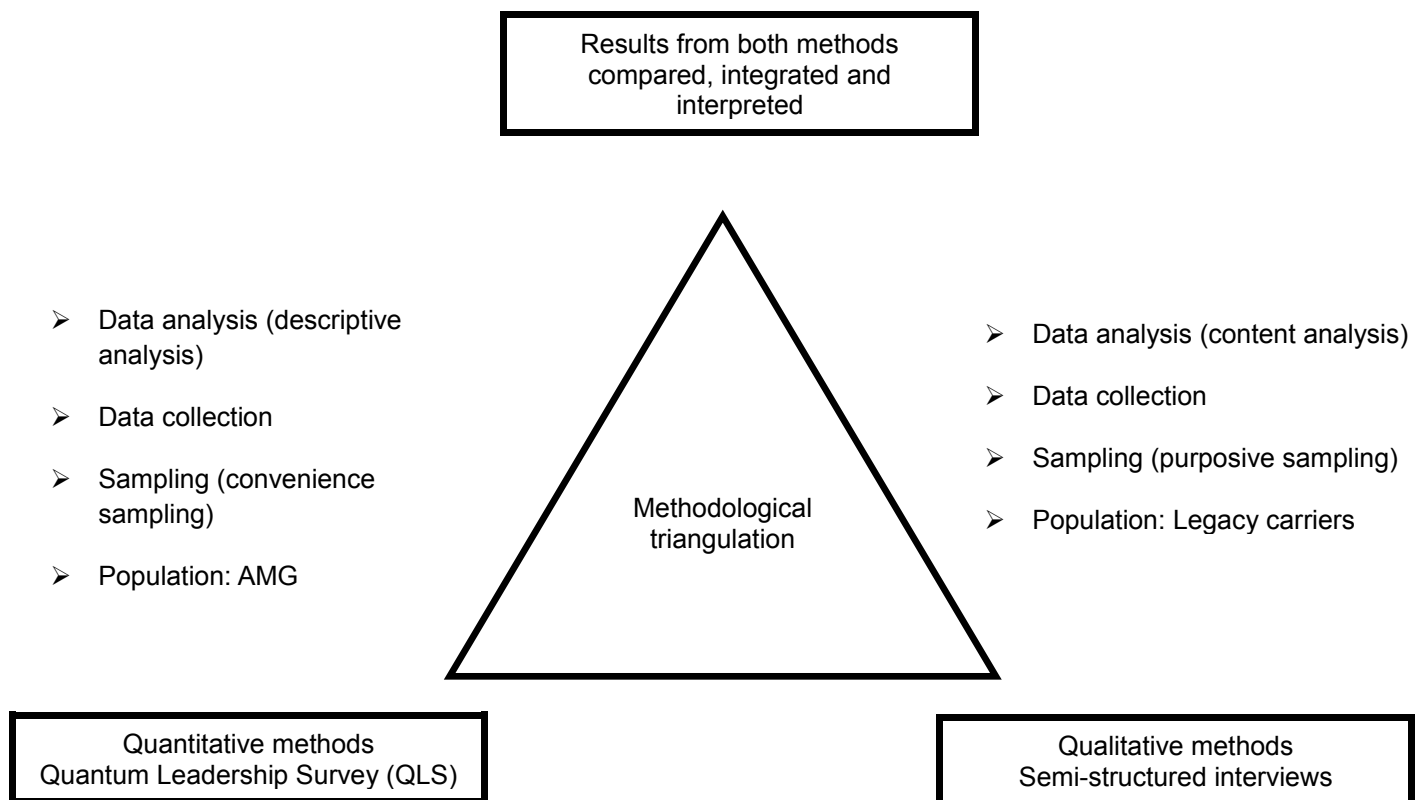 Results from both methods
compared, integrated and
interpreted
➢ Data analysis (descriptive
analysis)
➢ Data collection
➢ Sampling (convenience
sampling)
➢ Population: AMG
Methodological
triangulation
➢ Data analysis (content analysis)
➢ Data collection
➢ Sampling (purposive sampling)
➢ Population: Legacy carriers
Quantitative methods
Quantum Leadership Survey (QLS)
Qualitative methods
Semi-structured interviews